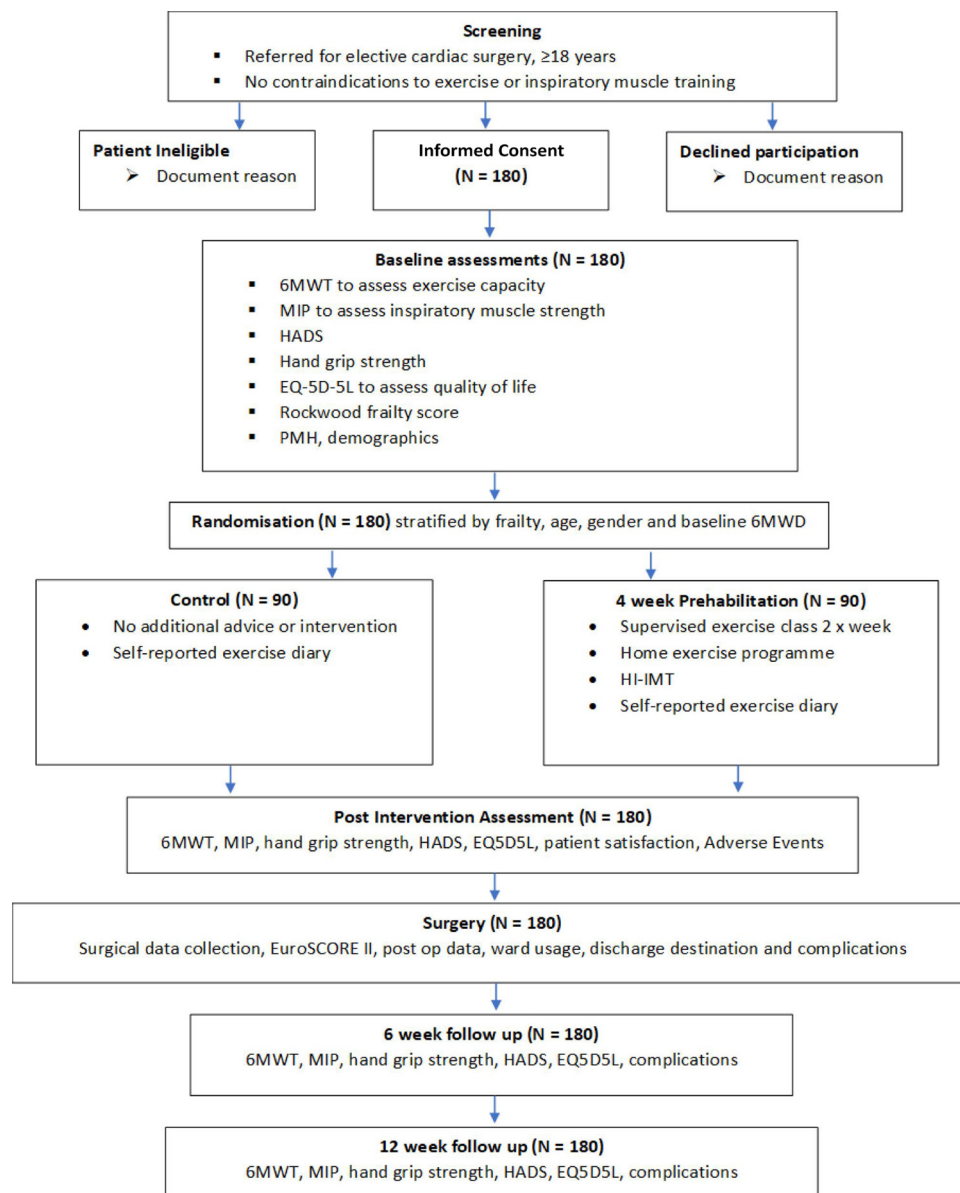 Screening
▪ Referred for elective cardiac surgery, ≥18 years
▪ No contraindications to exercise or inspiratory muscle training
Patient Ineligible
➢ Document reason
Informed Consent
(N = 180)
Declined participation
➢ Document reason
Baseline assessments (N = 180)
▪ 6MWT to assess exercise capacity
▪ MIP to assess inspiratory muscle strength
▪ HADS
▪ Hand grip strength
▪ EQ-5D-5L to assess quality of life
▪ Rockwood frailty score
▪ PMH, demographics
Randomisation (N = 180) stratified by frailty, age, gender and baseline 6MWD
Control (N = 90)
• No additional advice or intervention
• Self-reported exercise diary
4 week Prehabilitation (N = 90)
• Supervised exercise class 2 x week
• Home exercise programme
• HI-IMT
• Self-reported exercise diary
Post Intervention Assessment (N = 180)
6MWT, MIP, hand grip strength, HADS, EQ5D5L, patient satisfaction, Adverse Events
Surgery (N = 180)
Surgical data collection, EuroSCORE II, post op data, ward usage, discharge destination and complications
6 week follow up (N = 180)
6MWT, MIP, hand grip strength, HADS, EQ5D5L, complications
12 week follow up (N = 180)
6MWT, MIP, hand grip strength, HADS, EQ5D5L, complications